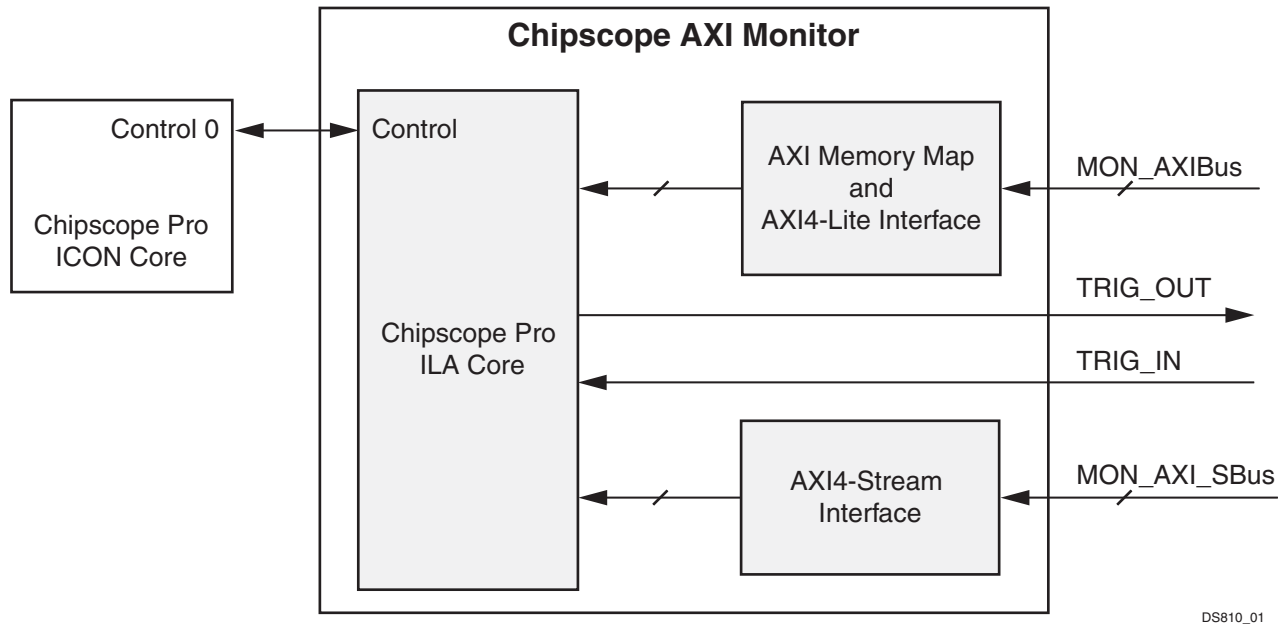 Chipscope AXI Monitor
Control 0
Chipscope Pro
ICON Core
Control
Chipscope Pro
ILA Core
AXI Memory Map
and
AXI4-Lite Interface
MON_AXIBus
TRIG_OUT
TRIG_IN
AXI4-Stream
Interface
MON_AXI_SBus
DS810_01